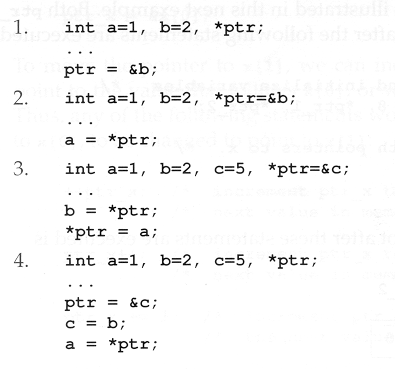 1. int a=1, b=2, *ptr;
...
ptr = &b;
2. int a=1, b=2, *ptr=&b;
...
a = *ptr;
3. int a=1, b=2, c=5, *ptr=&c;
...
b = *ptr;
*ptr = a;
4. int a=1, b=2, c=5, *ptr;
...
ptr = &c;
c = b;
a = *ptr;